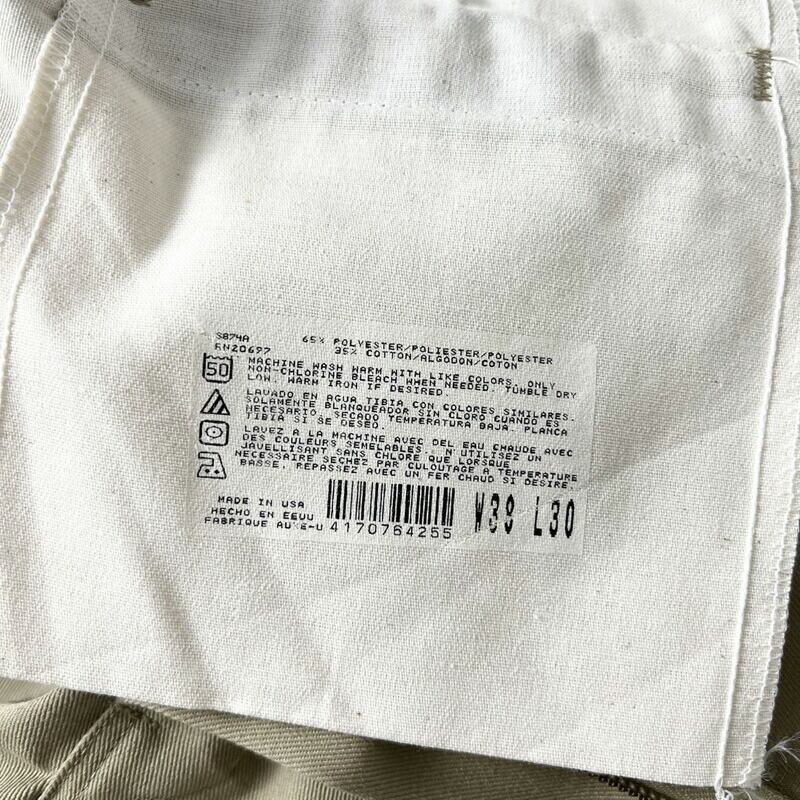 S874A 65% POLYESTER/POLIESTER/POLYESTER
RN20697 35% COTTON/ALGODON/COTON
50
MACHINE WASH WARM WITH LIKE COLORS. ONLY
NON-CHLORINE BLEACH WHEN NEEDED. TUMBLE DRY
LOW. WARM IRON IF DESIRED.
LAVADO EN AGUA TIBIA CON COLORES SIMILARES.
SOLAMENTE BLANQUEADOR SIN CLORO CUANDO ES
NECESARIO. SECADO TEMPERATURA BAJA. PLANCA
TIBIA SI SE DESEO.
LAVEZ A LA MACHINE AVEC DEL EAU CHAUDE AVEC
DES COULEURS SEMELABLES. N UTILISEZ UN
JAVELLISANT SANS CHLORE QUE LORSQUE
NECESSAIRE SECHEZ PAR CULOUTAGE A TEMPERATURE
BASSE. REPASSEZ AVEC UN FER CHAUD SI DESIRE.
MADE IN USA
HECHO EN EEUU
FABRIQUE AUX E-U 4170764255 W38 L30